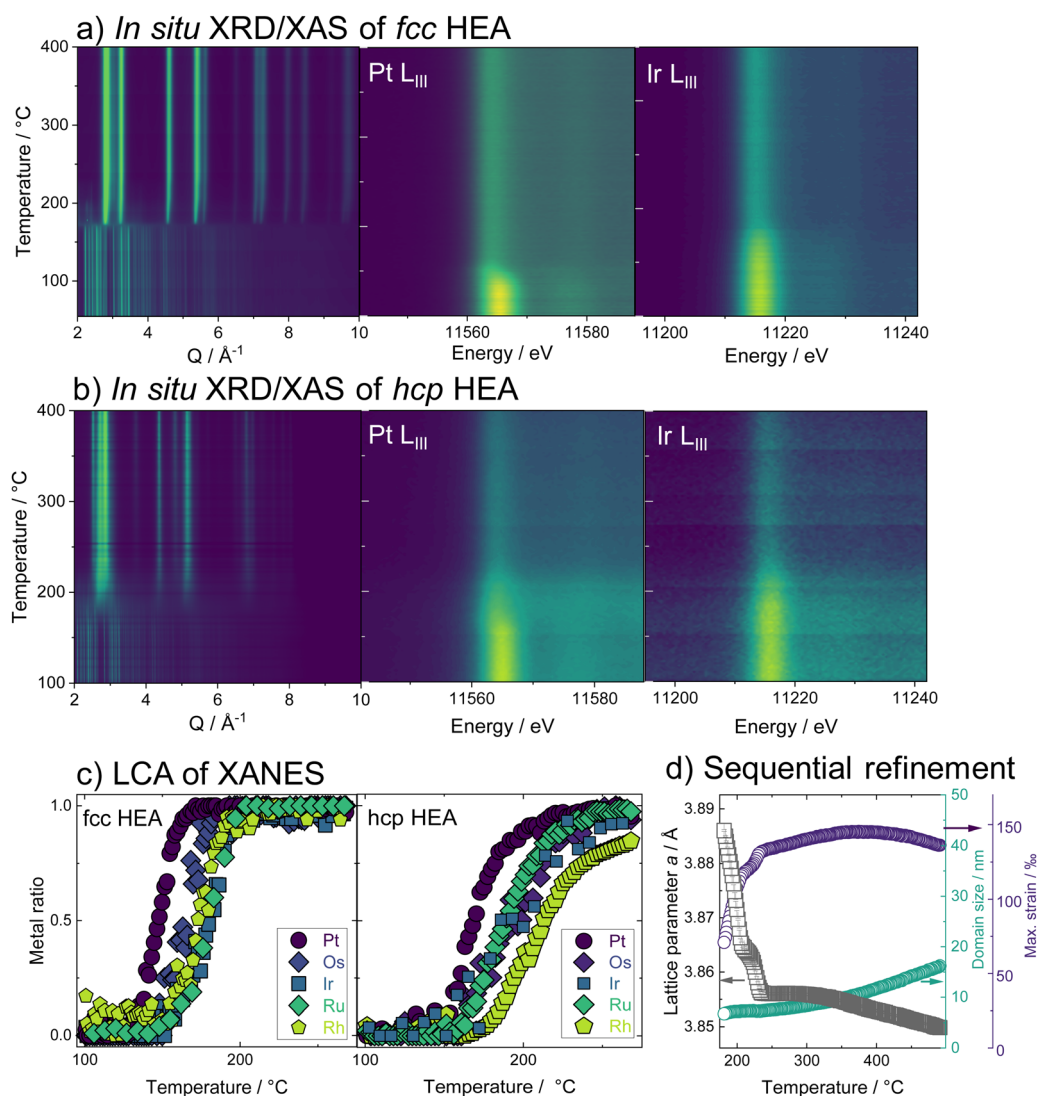 a) In situ XRD/XAS of fcc HEA
400
300
200
100
Temperature / °C
2 4 6 8 10
Q / Å-1
Pt LIII
11560 11580
Energy / eV
Ir LIII
11200 11220 11240
Energy / eV
b) In situ XRD/XAS of hcp HEA
400
300
200
100
Temperature / °C
2 4 6 8 10
Q / Å-1
Pt LIII
11560 11580
Energy / eV
Ir LIII
11200 11220 11240
Energy / eV
c) LCA of XANES
1.0
0.5
0.0
Metal ratio
fcc HEA
Pt
Os
Ir
Ru
Rh
100 200
Temperature / °C
hcp HEA
Pt
Os
Ir
Ru
Rh
100 200
Temperature / °C
d) Sequential refinement
3.89
3.88
3.87
3.86
3.85
Lattice parameter a / Å
200 300 400
Temperature / °C
50
40
30
20
10
0
Domain size / nm
150
100
50
0
Max. strain / ‱